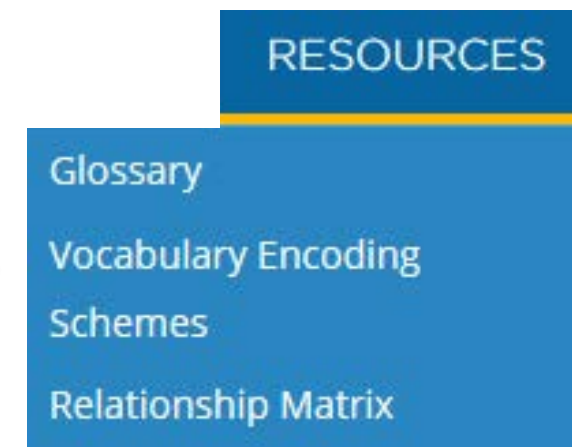 RESOURCES
Glossary
Vocabulary Encoding
Schemes
Relationship Matrix